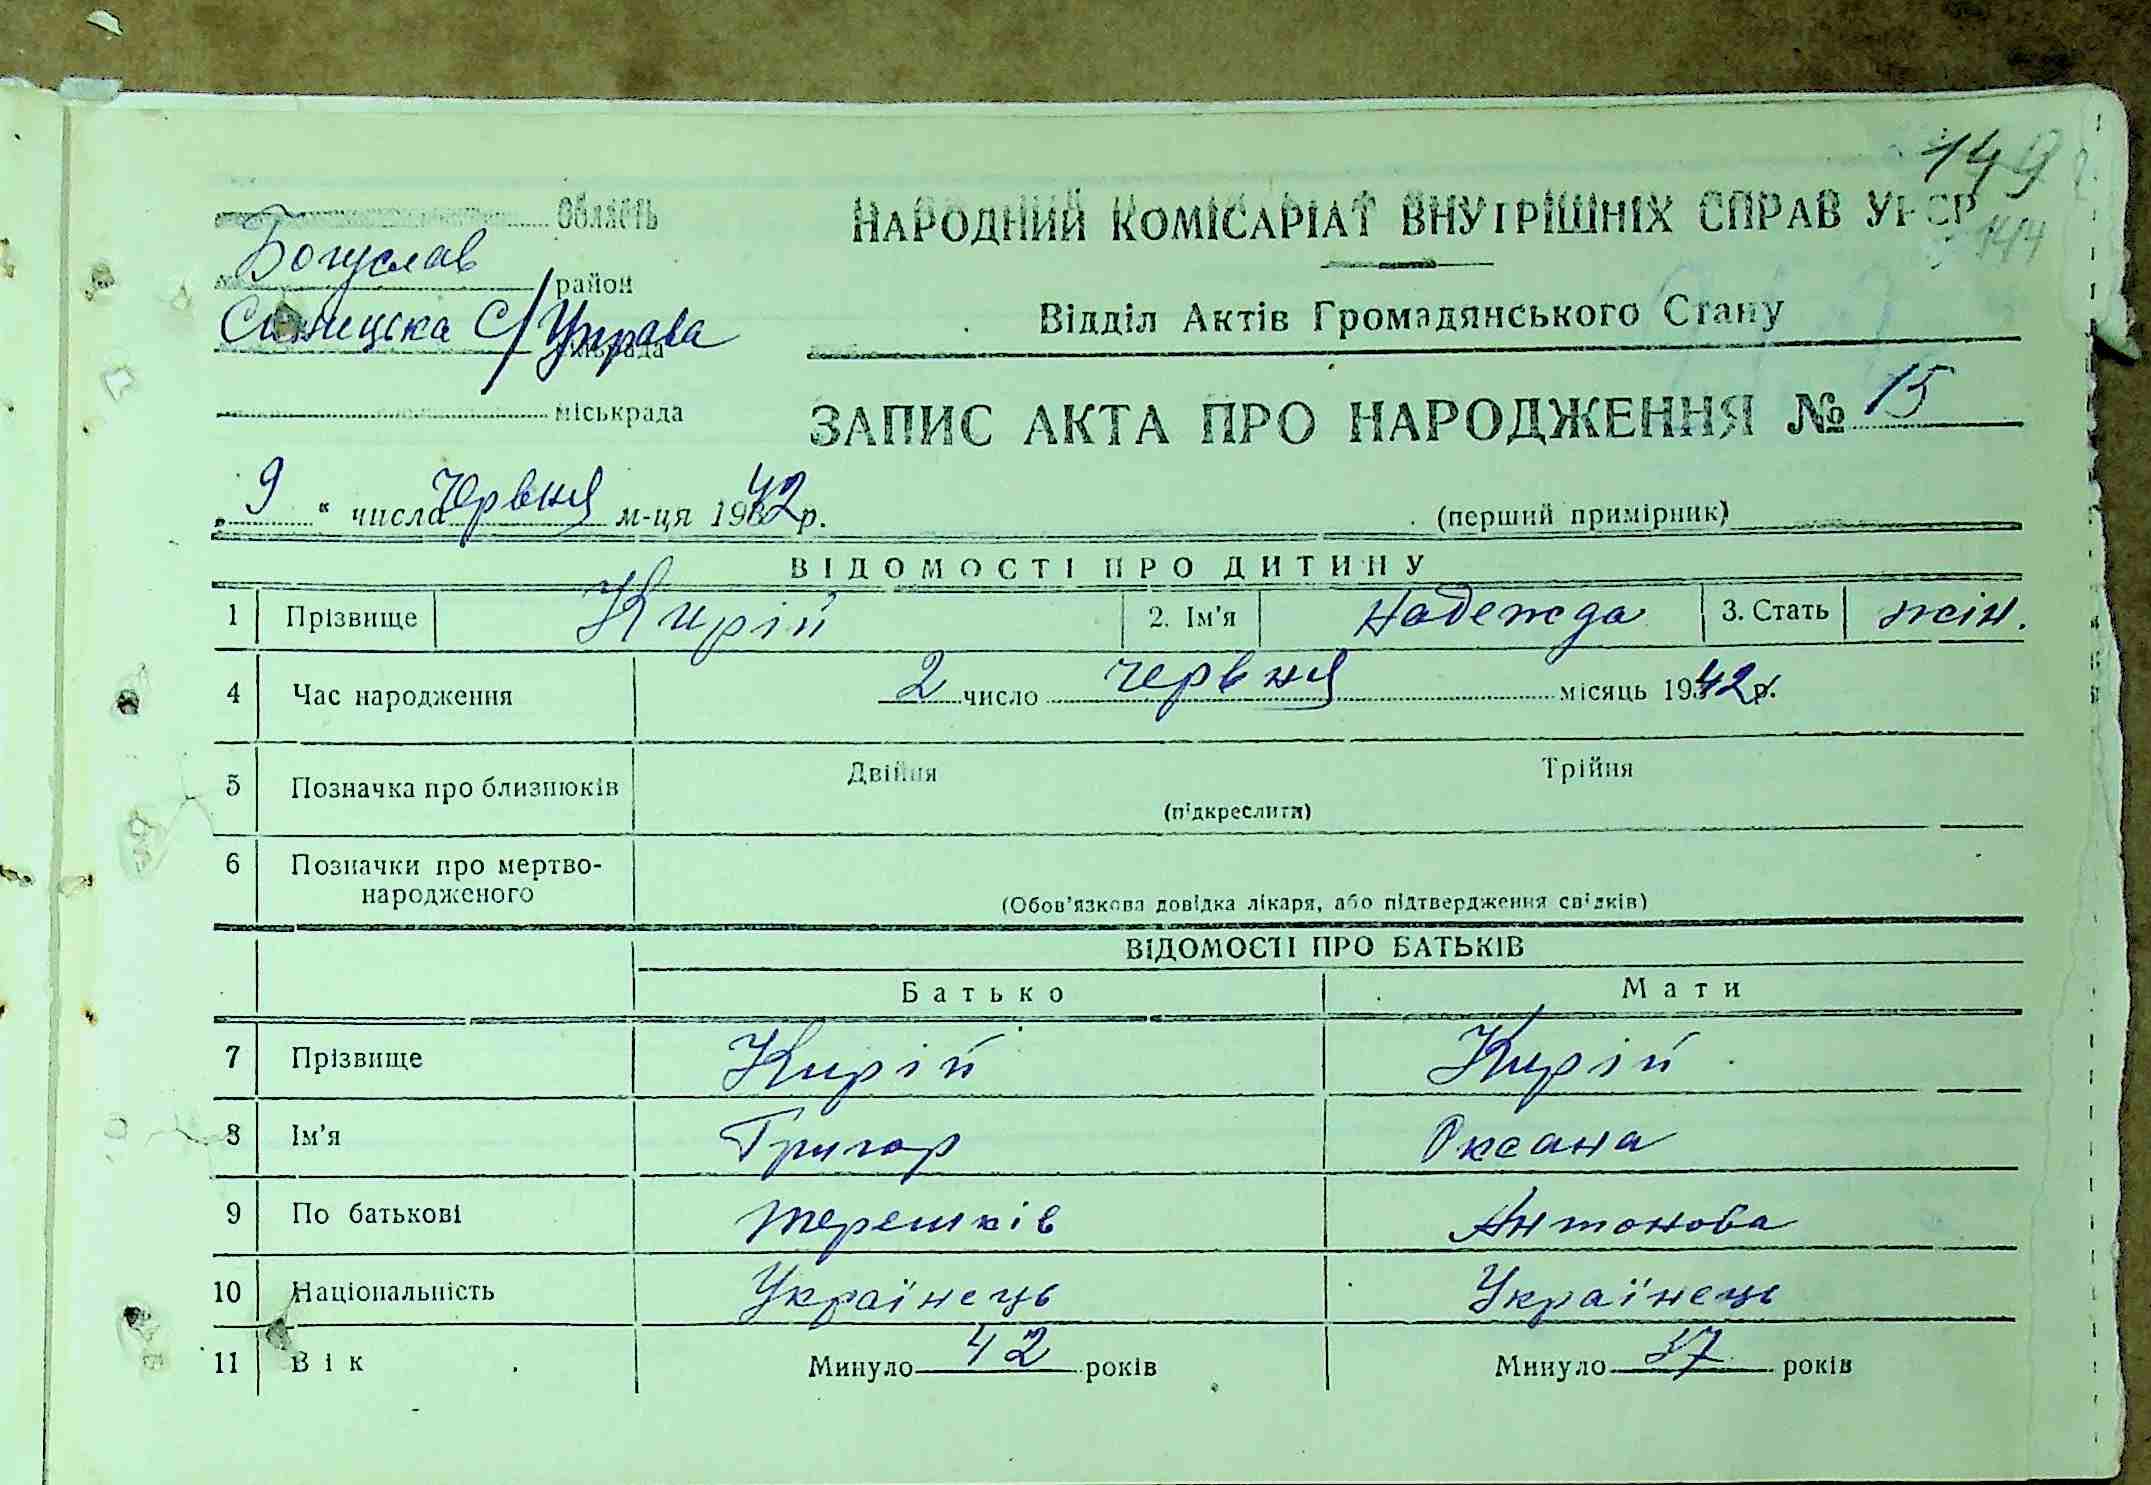 149
144
Область
НАРОДНИЙ КОМІСАРІАТ ВНУТРІШНІХ СПРАВ УРСР
Богуслав район
Відділ Актів Громадянського Стану
С/Управа
міськрада
ЗАПИС АКТА ПРО НАРОДЖЕННЯ № 15
„ 9 “ числа Червня м-ця 1942 р.
(перший примірник)
ВІДОМОСТІ ПРО ДИТИНУ
1 Прізвище Кирій 2. Ім'я Надежда 3. Стать жін.
4 Час народження 2 число червня місяць 1942 р.
5 Позначка про близнюків Двійня Трійня
(підкреслити)
6 Позначки про мертво-
народженого
(Обов'язкова довідка лікаря, або підтвердження свідків)
ВІДОМОСТІ ПРО БАТЬКІВ
Батько Мати
7 Прізвище Кирій Кирій
8 Ім'я Григор Оксана
9 По батькові Терешків Антонова
10 Національність Українець Українець
11 Вік Минуло 42 років Минуло 37 років